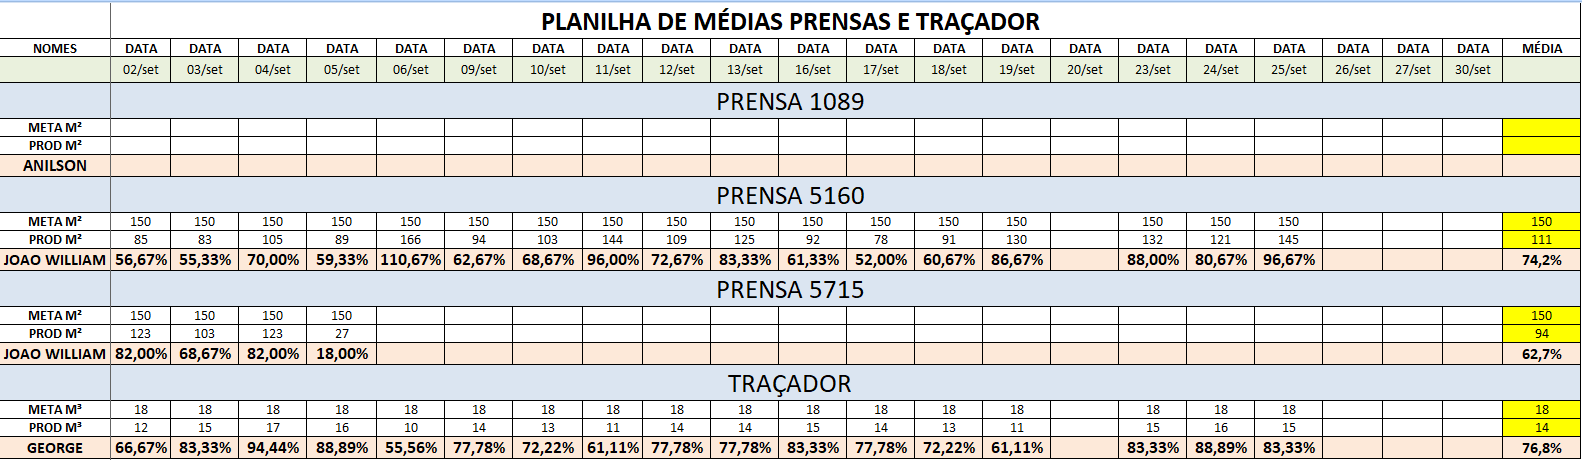 PLANILHA DE MÉDIAS PRENSAS E TRAÇADOR
NOMES DATA DATA DATA DATA DATA DATA DATA DATA DATA DATA DATA DATA DATA DATA DATA DATA DATA DATA DATA DATA DATA MÉDIA
02/set 03/set 04/set 05/set 06/set 09/set 10/set 11/set 12/set 13/set 16/set 17/set 18/set 19/set 20/set 23/set 24/set 25/set 26/set 27/set 30/set
PRENSA 1089
META M²
PROD M²
ANILSON
PRENSA 5160
META M² 150 150 150 150 150 150 150 150 150 150 150 150 150 150 150 150 150 150
PROD M² 85 83 105 89 166 94 103 144 109 125 92 78 91 130 132 121 145 111
JOAO WILLIAM 56,67% 55,33% 70,00% 59,33% 110,67% 62,67% 68,67% 96,00% 72,67% 83,33% 61,33% 52,00% 60,67% 86,67% 88,00% 80,67% 96,67% 74,2%
PRENSA 5715
META M² 150 150 150 150 150
PROD M² 123 103 123 27 94
JOAO WILLIAM 82,00% 68,67% 82,00% 18,00% 62,7%
TRAÇADOR
META M³ 18 18 18 18 18 18 18 18 18 18 18 18 18 18 18 18 18 18
PROD M³ 12 15 17 16 10 14 13 11 14 14 15 14 13 11 15 16 15 14
GEORGE 66,67% 83,33% 94,44% 88,89% 55,56% 77,78% 72,22% 61,11% 77,78% 77,78% 83,33% 77,78% 72,22% 61,11% 83,33% 88,89% 83,33% 76,8%